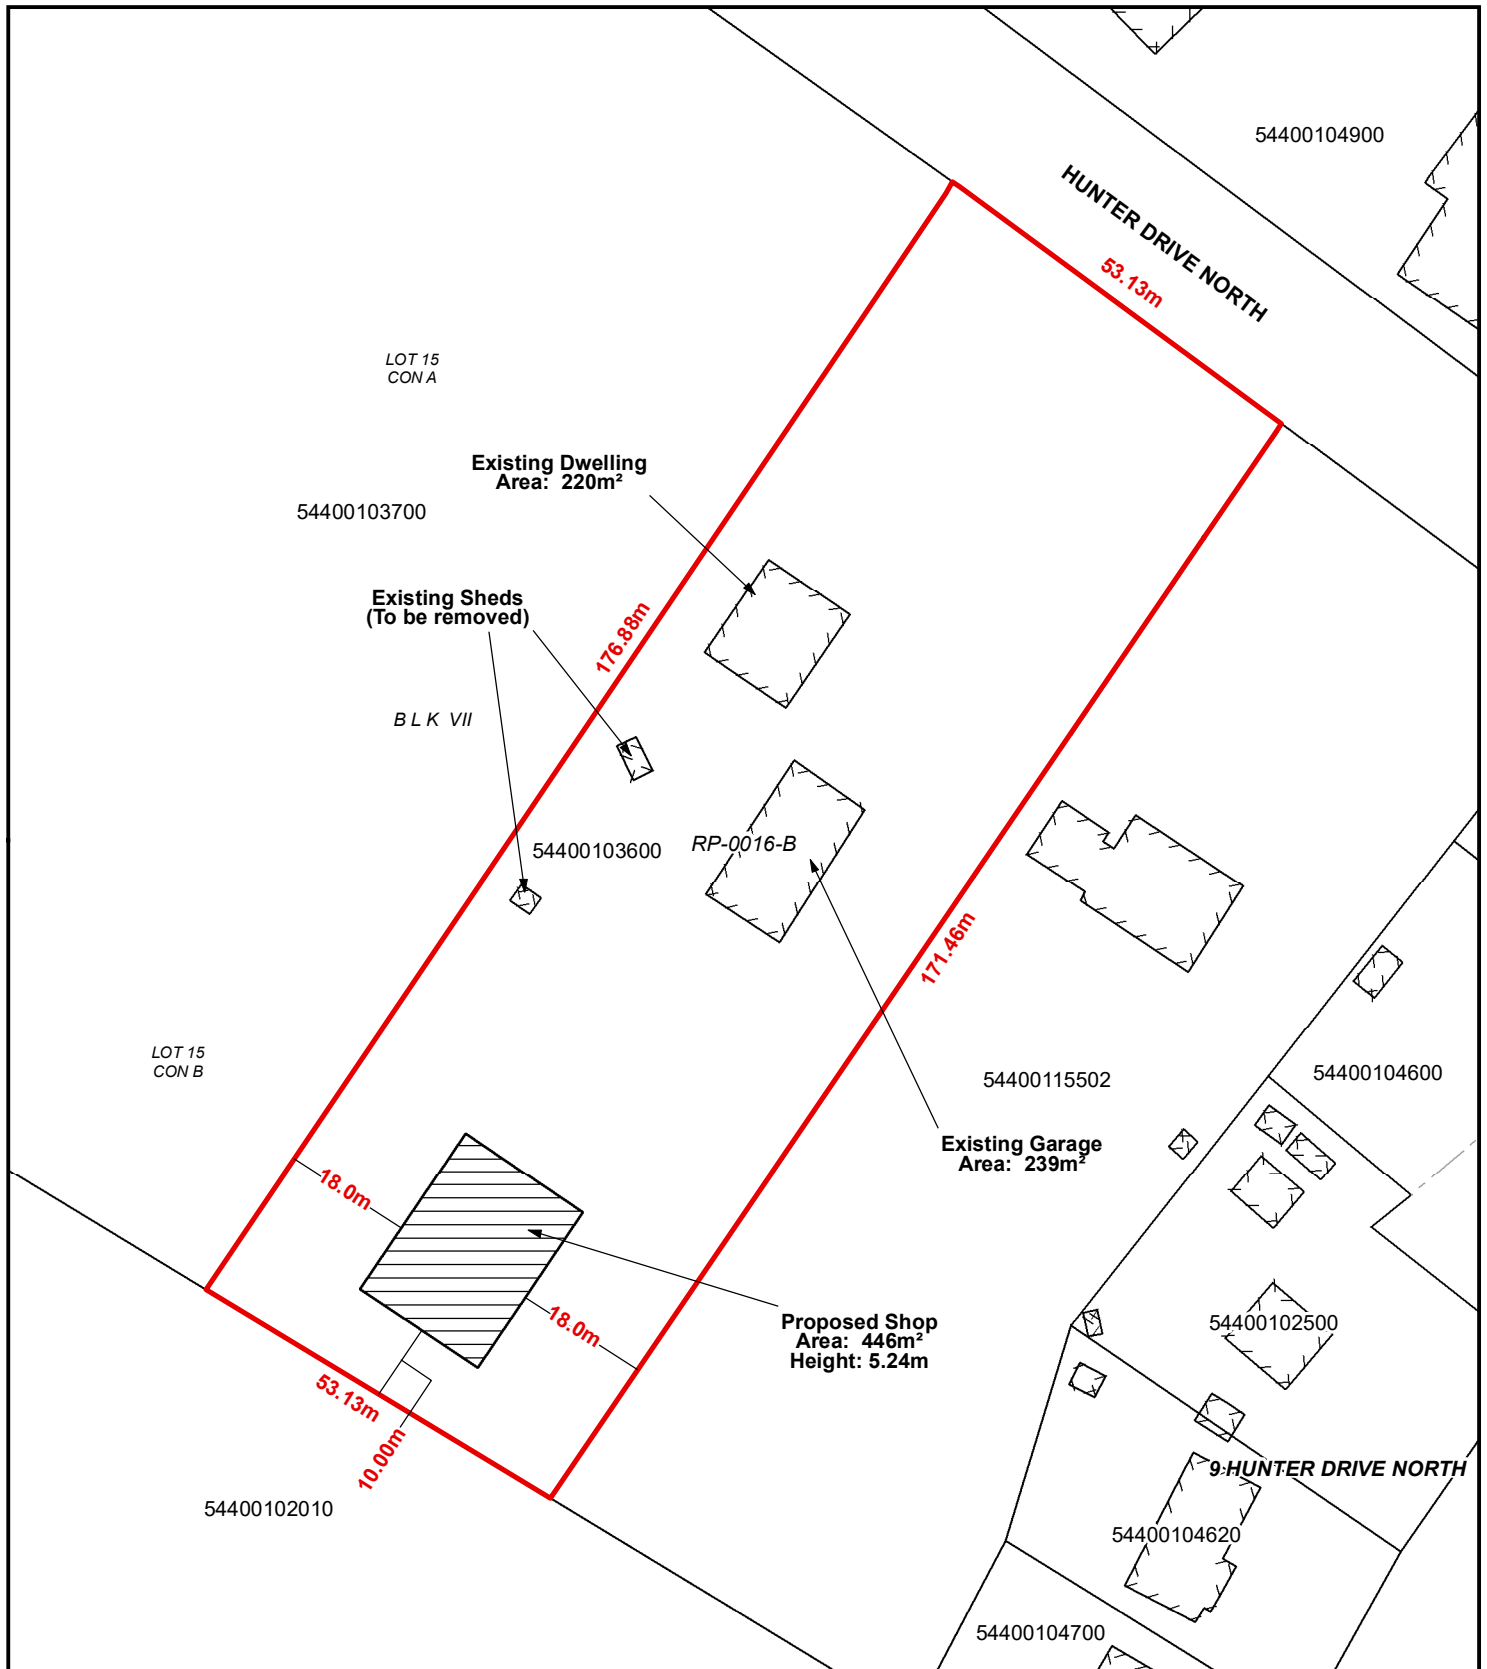 54400104900
HUNTER DRIVE NORTH
53.13m
LOT 15
CON A
Existing Dwelling
Area: 220m²
54400103700
Existing Sheds
(To be removed)
176.88m
BLK VII
54400103600
RP-0016-B
171.46m
LOT 15
CON B
54400115502
54400104600
Existing Garage
Area: 239m²
18.0m
18.0m
Proposed Shop
Area: 446m²
Height: 5.24m
54400102500
53.13m
10.00m
9 HUNTER DRIVE NORTH
54400102010
54400104620
54400104700